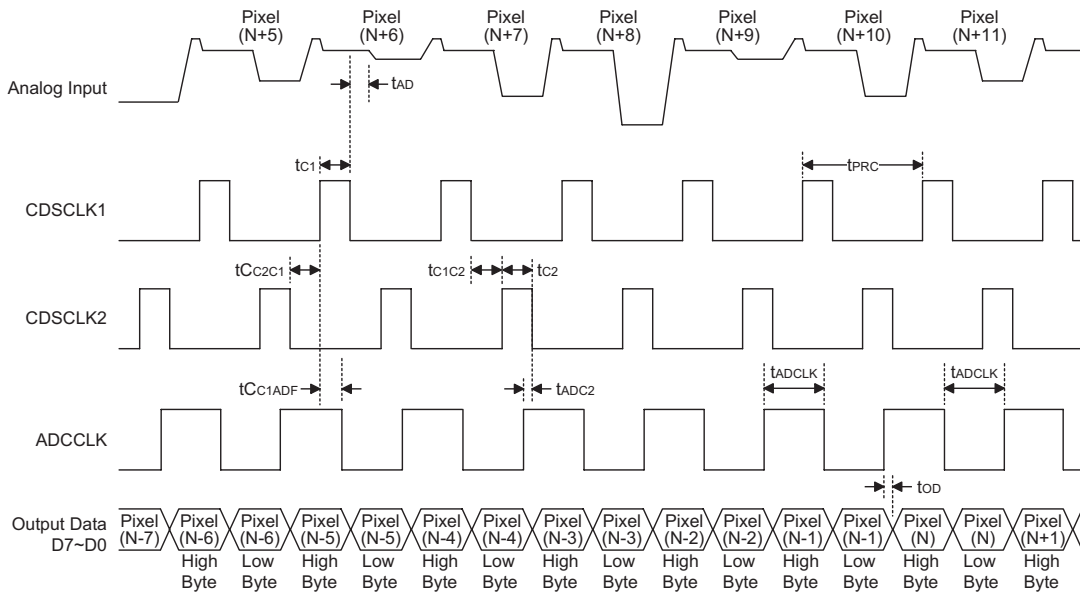 Pixel (N+5) Pixel (N+6) Pixel (N+7) Pixel (N+8) Pixel (N+9) Pixel (N+10) Pixel (N+11)
Analog Input
tAD
tC1
tPRC
CDSCLK1
tCC2C1
tC1C2
tC2
CDSCLK2
tCC1ADF
tADC2
tADCLK
tADCLK
ADCCLK
tOD
Output Data
D7~D0
Pixel Pixel Pixel Pixel Pixel Pixel Pixel Pixel Pixel Pixel Pixel Pixel Pixel Pixel Pixel Pixel
(N-7) (N-6) (N-6) (N-5) (N-5) (N-4) (N-4) (N-3) (N-3) (N-2) (N-2) (N-1) (N-1) (N) (N) (N+1)
High Low High Low High Low High Low High Low High Low High Low High
Byte Byte Byte Byte Byte Byte Byte Byte Byte Byte Byte Byte Byte Byte Byte